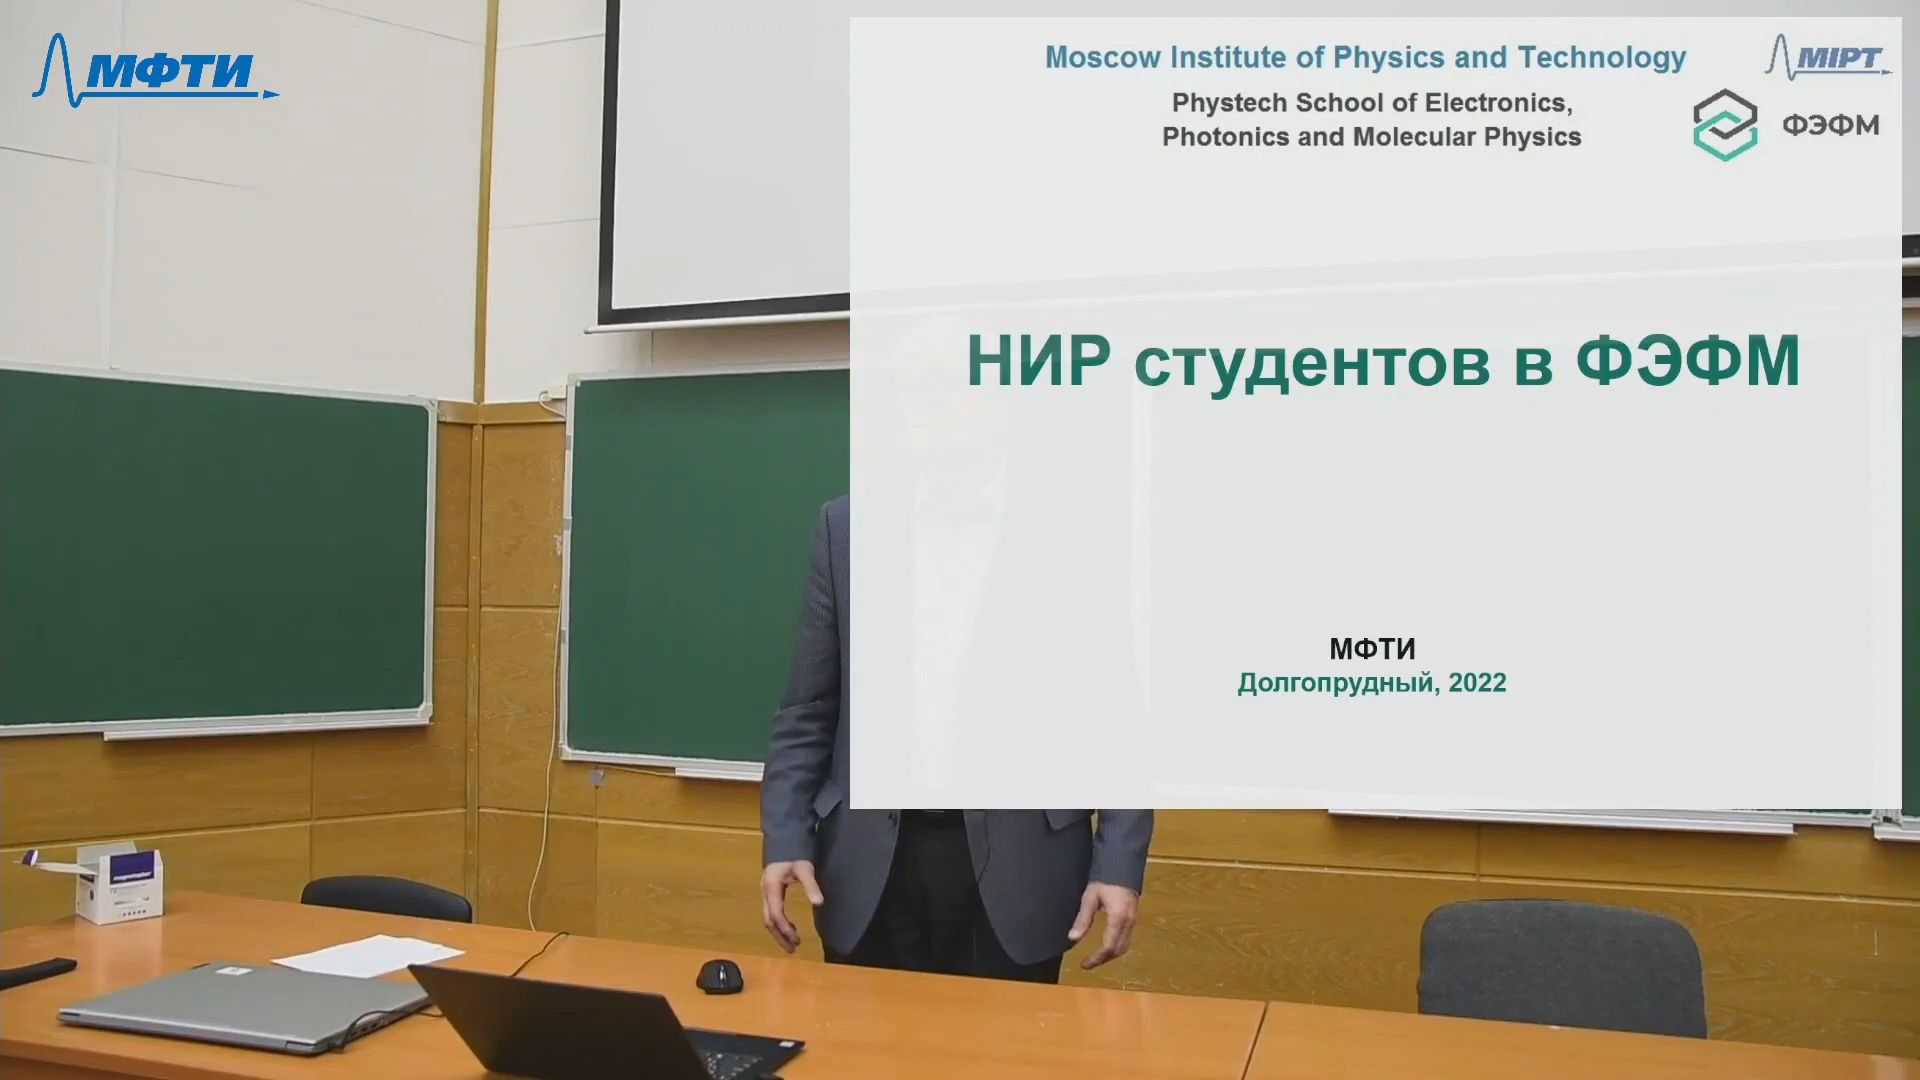 МФТИ
Moscow Institute of Physics and Technology
MIPT
Phystech School of Electronics,
Photonics and Molecular Physics
ФЭФМ
НИР студентов в ФЭФМ
МФТИ
Долгопрудный, 2022